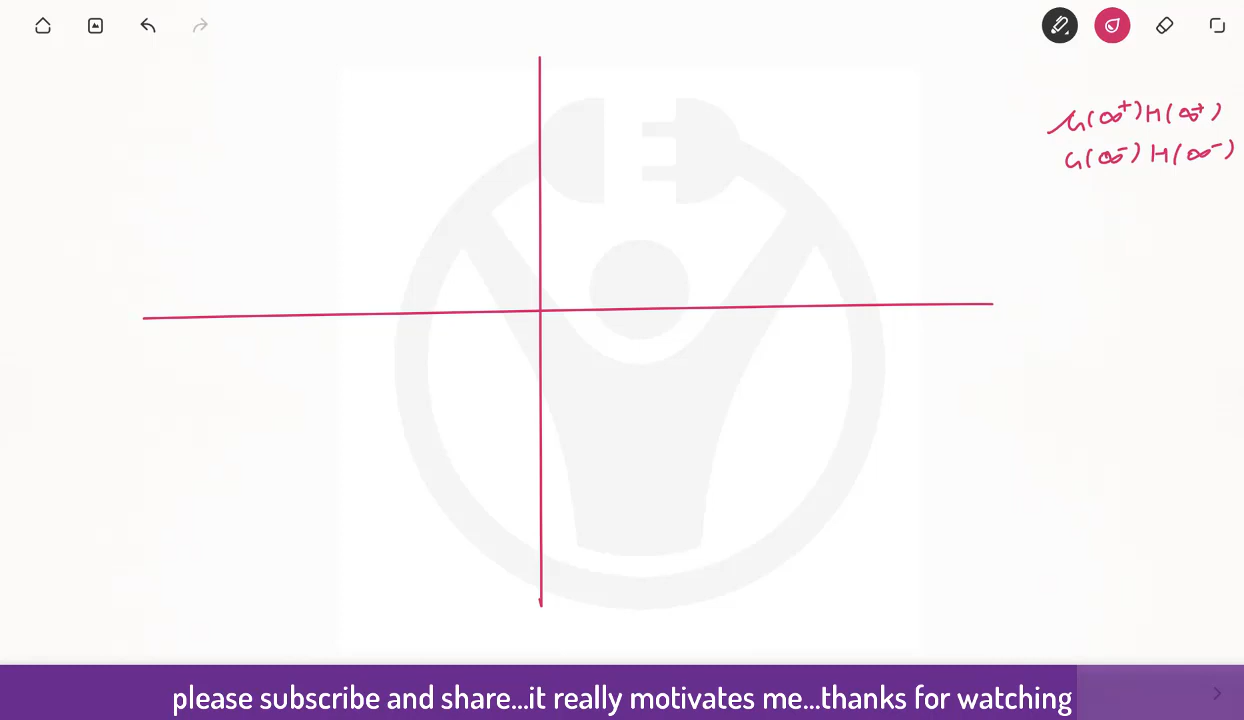 G(∞⁺)H(∞⁺)
G(∞⁻) H(∞⁻)
please subscribe and share...it really motivates me...thanks for watching